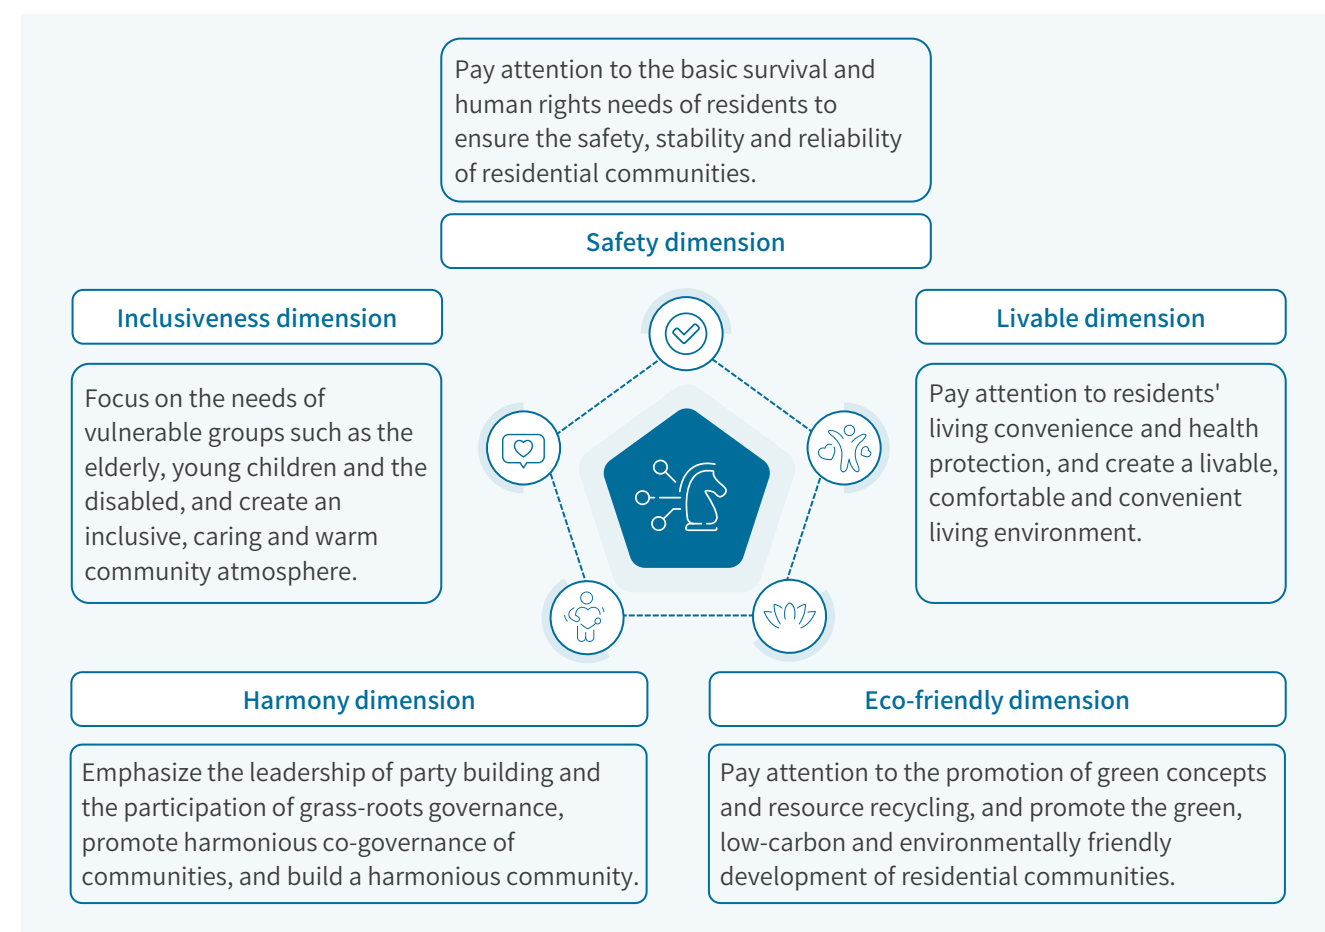 Pay attention to the basic survival and
human rights needs of residents to
ensure the safety, stability and reliability
of residential communities.
Safety dimension
Inclusiveness dimension
Focus on the needs of
vulnerable groups such as the
elderly, young children and the
disabled, and create an
inclusive, caring and warm
community atmosphere.
Livable dimension
Pay attention to residents'
living convenience and health
protection, and create a livable,
comfortable and convenient
living environment.
Harmony dimension
Emphasize the leadership of party building and
the participation of grass-roots governance,
promote harmonious co-governance of
communities, and build a harmonious community.
Eco-friendly dimension
Pay attention to the promotion of green concepts
and resource recycling, and promote the green,
low-carbon and environmentally friendly
development of residential communities.